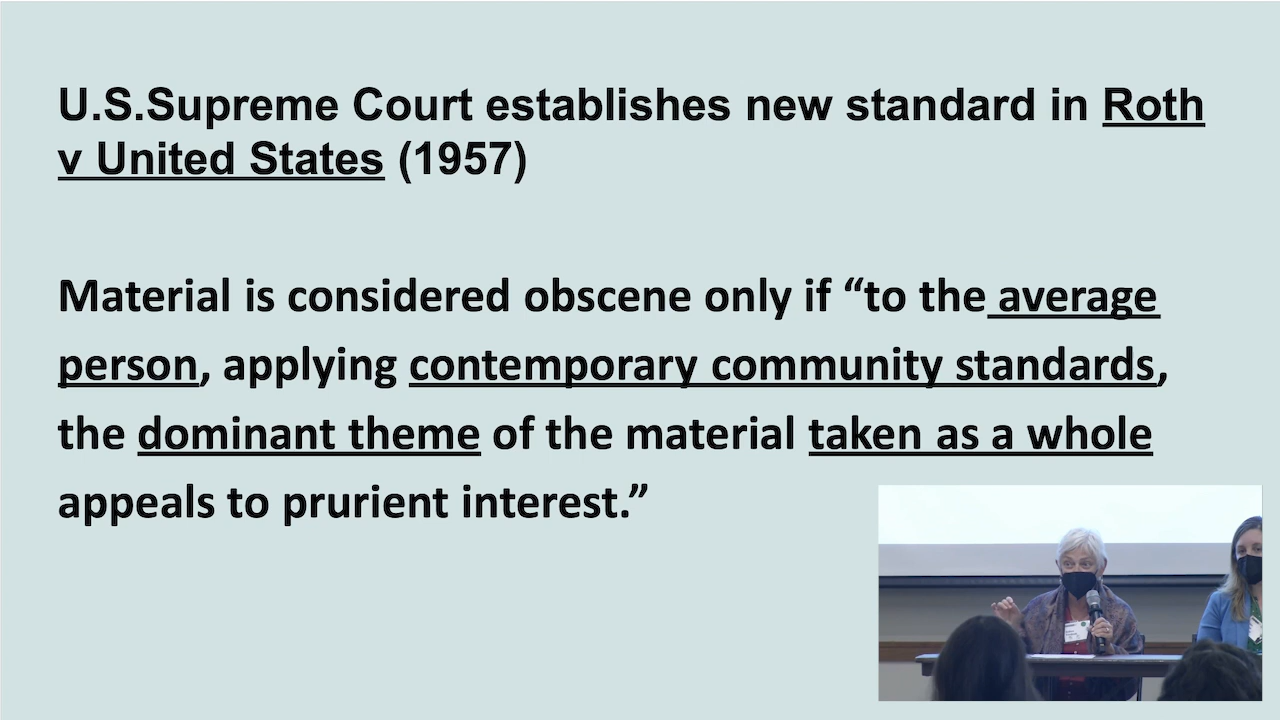 U.S.Supreme Court establishes new standard in Roth
v United States (1957)
Material is considered obscene only if “to the average
person, applying contemporary community standards,
the dominant theme of the material taken as a whole
appeals to prurient interest.”